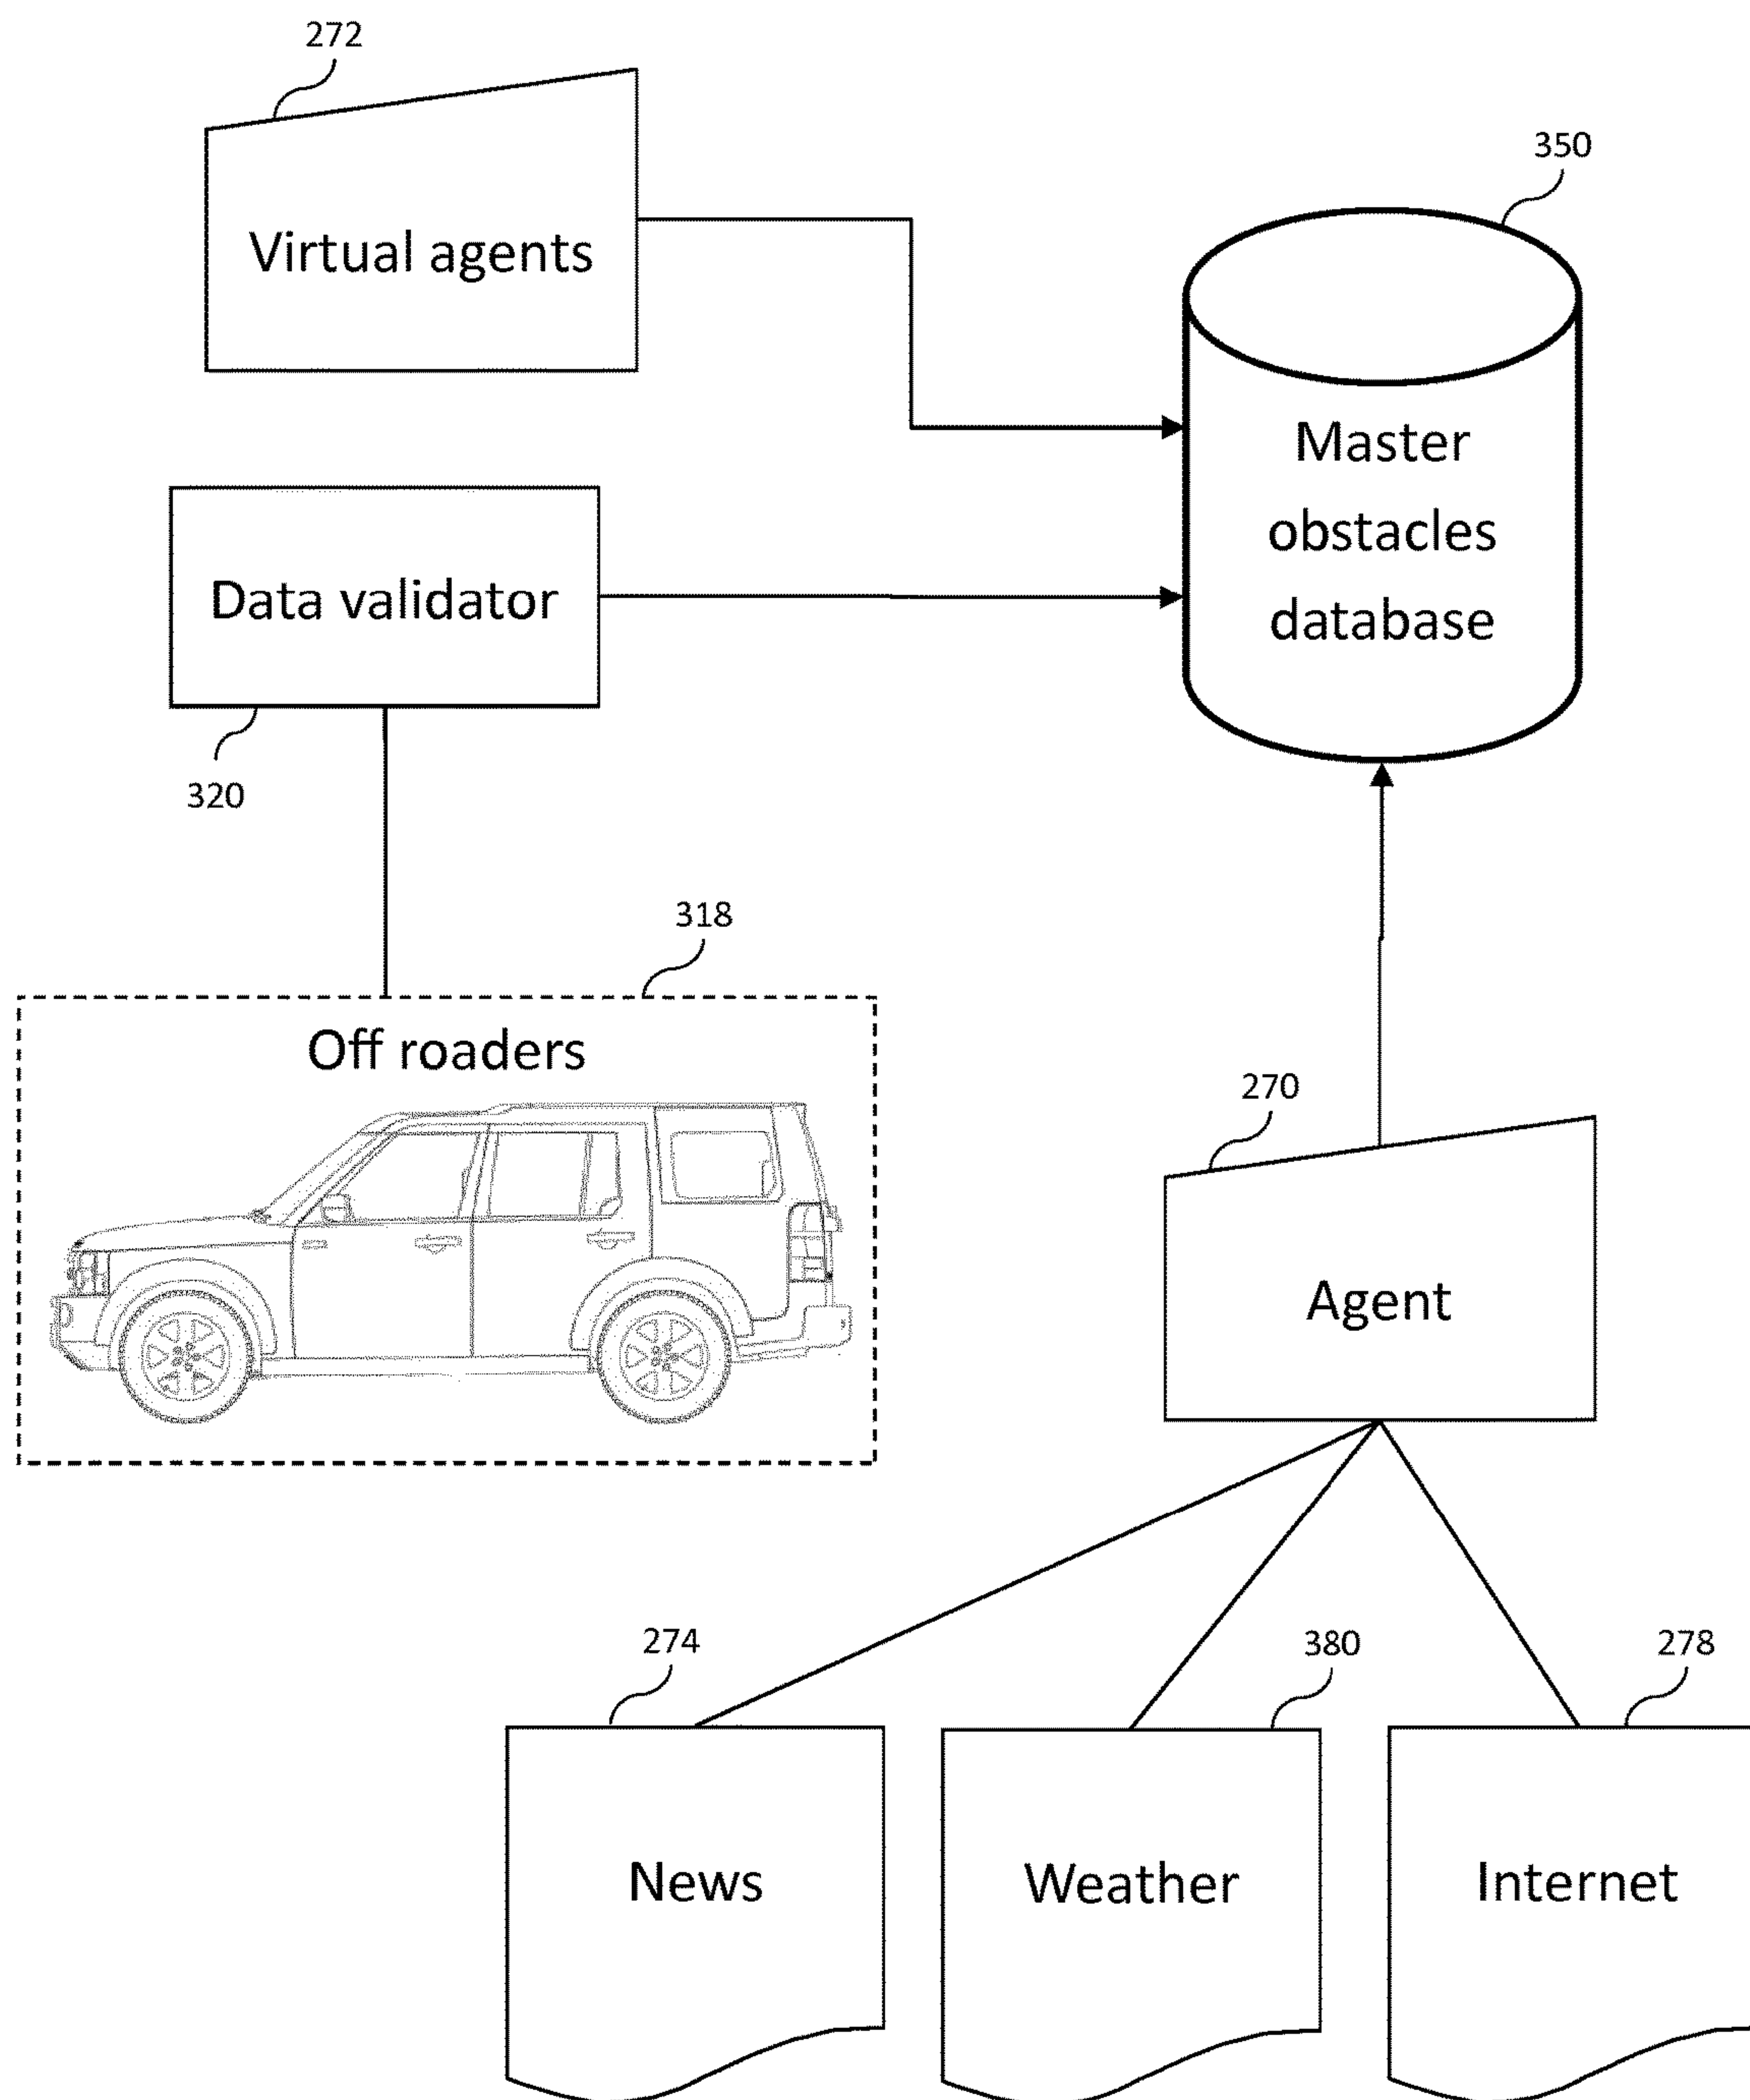 272
Virtual agents
350
Master
obstacles
database
Data validator
320
318
Off roaders
270
Agent
274
380
278
News
Weather
Internet